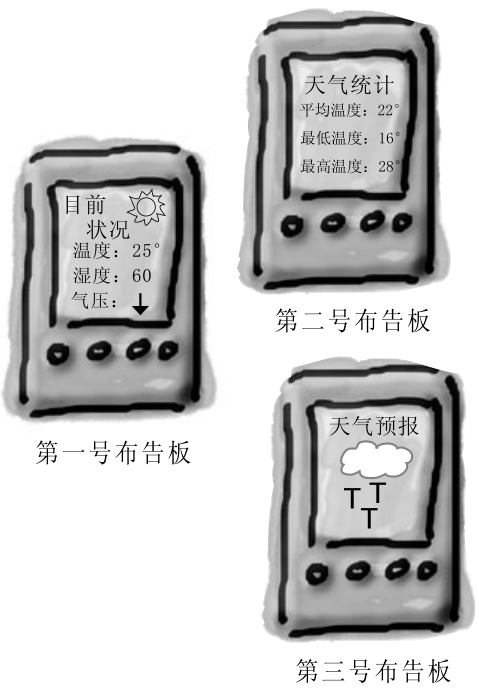 目前
状况
温度：25°
湿度：60
气压：
第一号布告板
天气统计
平均温度：22°
最低温度：16°
最高温度：28°
第二号布告板
天气预报
T T
T
第三号布告板